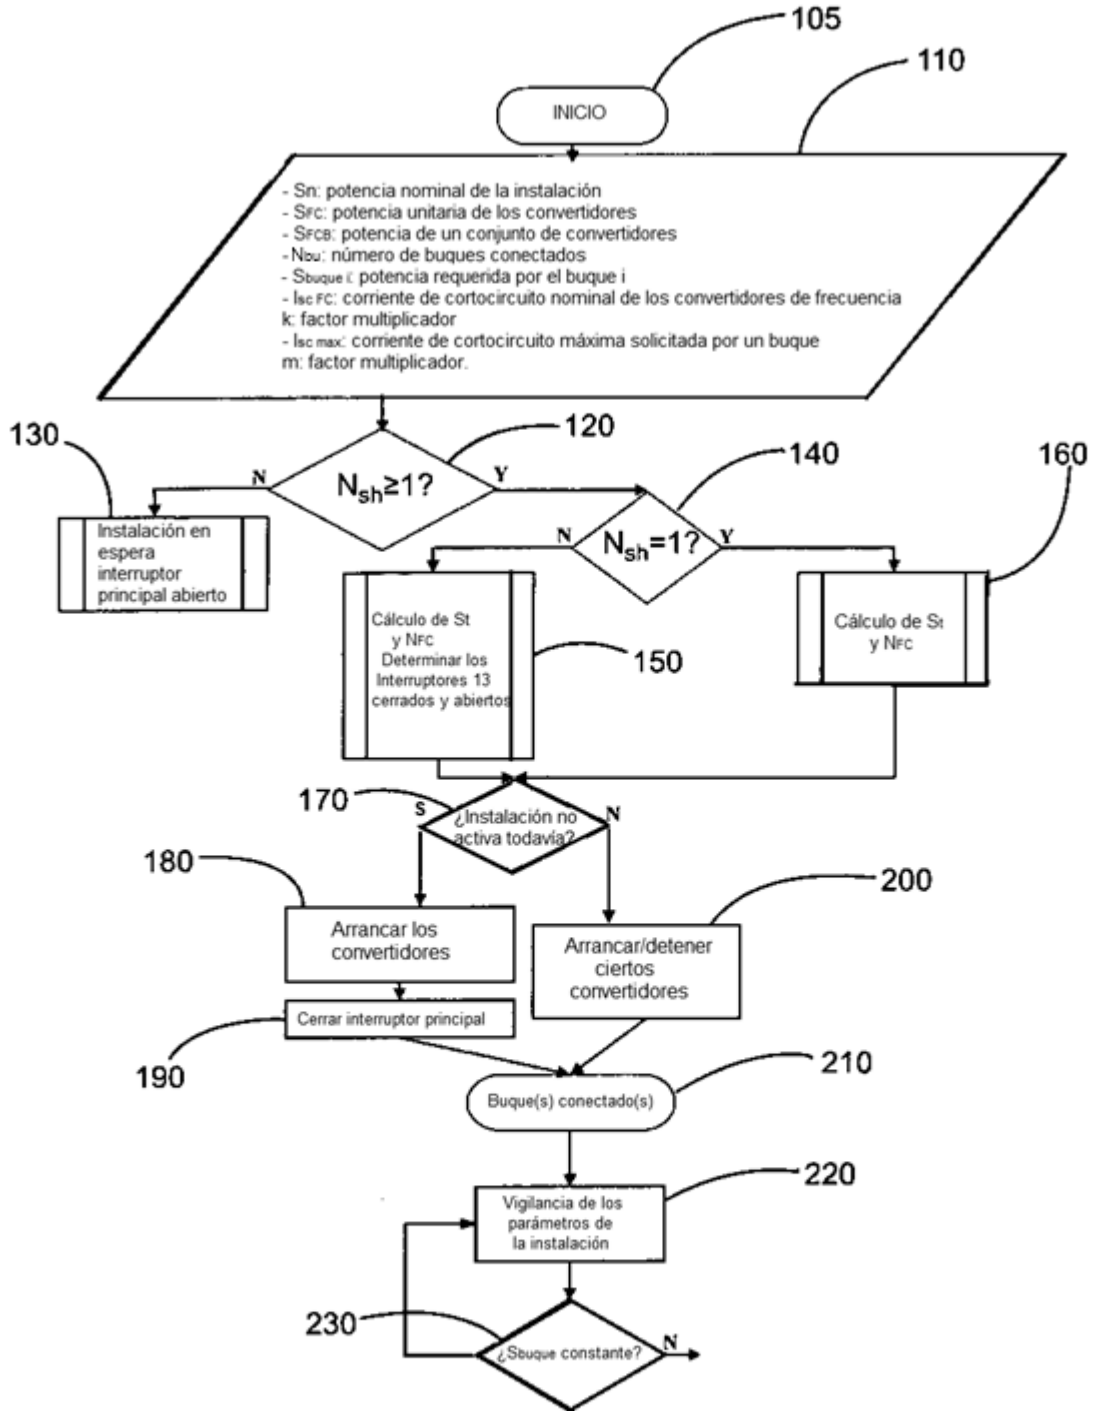 105
110
INICIO
- Sn: potencia nominal de la instalación
- SFC: potencia unitaria de los convertidores
- SFCB: potencia de un conjunto de convertidores
- Nbu: número de buques conectados
- Sbuque i: potencia requerida por el buque i
- Isc FC: corriente de cortocircuito nominal de los convertidores de frecuencia
k: factor multiplicador
- Isc max: corriente de cortocircuito máxima solicitada por un buque
m: factor multiplicador.
130
120
140
160
N
Nsh≥1?
Y
N
Nsh=1?
Y
Instalación en
espera
interruptor
principal abierto
Cálculo de St
y NFC
Determinar los
Interruptores 13
cerrados y abiertos
150
Cálculo de St
y NFC
170
S
¿Instalación no
activa todavía?
N
180
200
Arrancar los
convertidores
Arrancar/detener
ciertos
convertidores
Cerrar interruptor principal
190
210
Buque(s) conectado(s)
220
Vigilancia de los
parámetros de
la instalación
230
¿Sbuque constante?
N